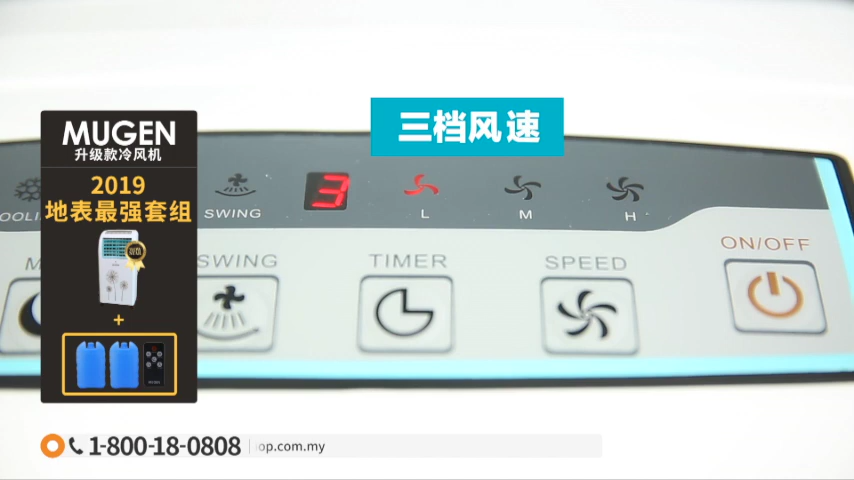 三档风速
MUGEN
升级款冷风机
2019
地表最强套组
+
SWING
3
L
M
H
SWING
TIMER
SPEED
ON/OFF
1-800-18-0808
op.com.my